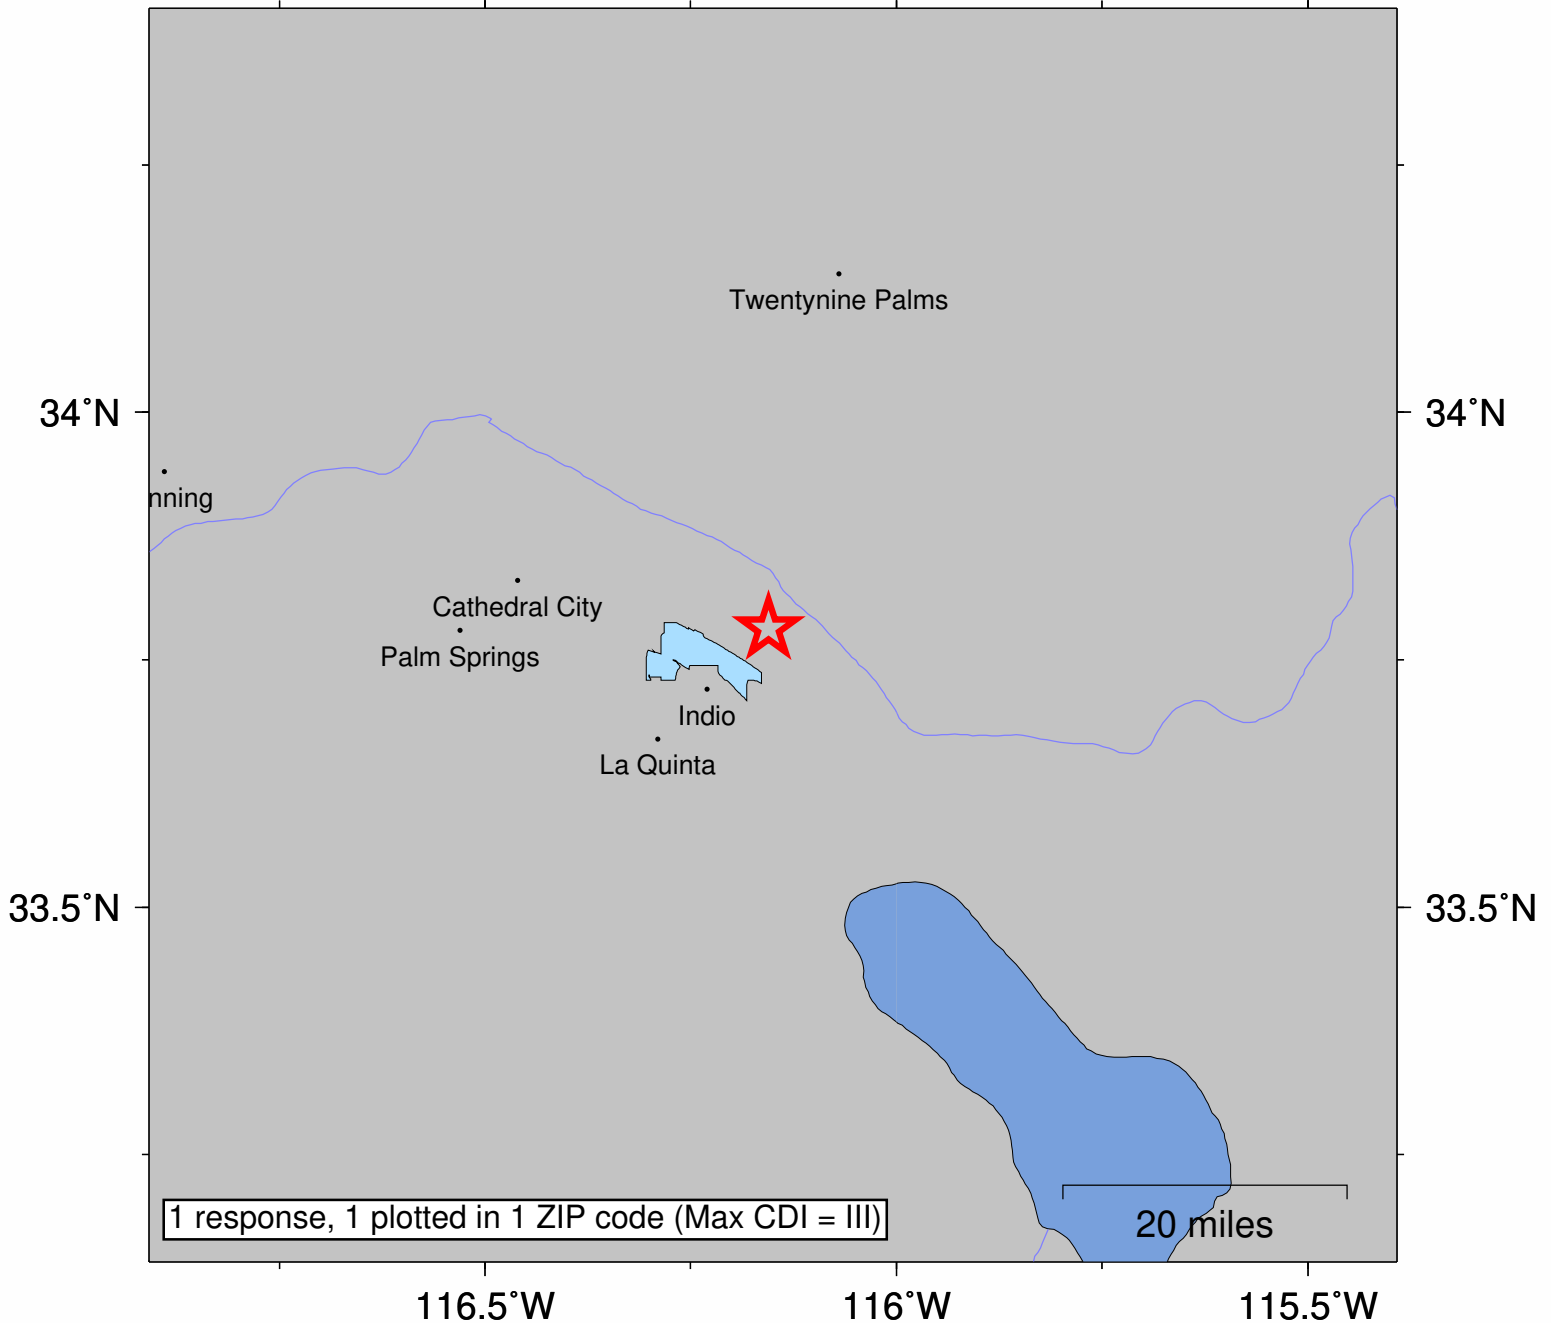 Twentynine Palms
34°N
34°N
nning
Cathedral City
Palm Springs
Indio
La Quinta
33.5°N
33.5°N
1 response, 1 plotted in 1 ZIP code (Max CDI = III)
20 miles
116.5°W
116°W
115.5°W